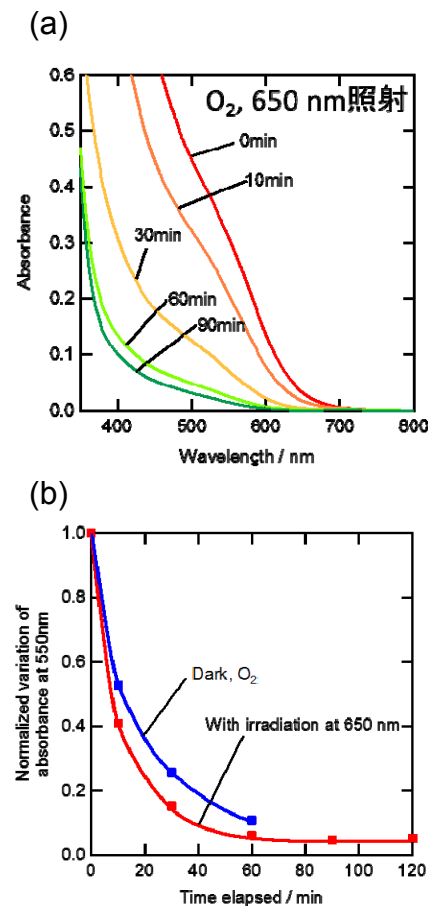 (a)
O₂, 650 nm照射
0.6
0.5
0.4
0.3
0.2
0.1
0.0
Absorbance
0min
10min
30min
60min
90min
400
500
600
700
800
Wavelength / nm
(b)
1.0
0.8
0.6
0.4
0.2
0.0
Normalized variation of
absorbance at 550nm
Dark, O₂
With irradiation at 650 nm
0
20
40
60
80
100
120
Time elapsed / min